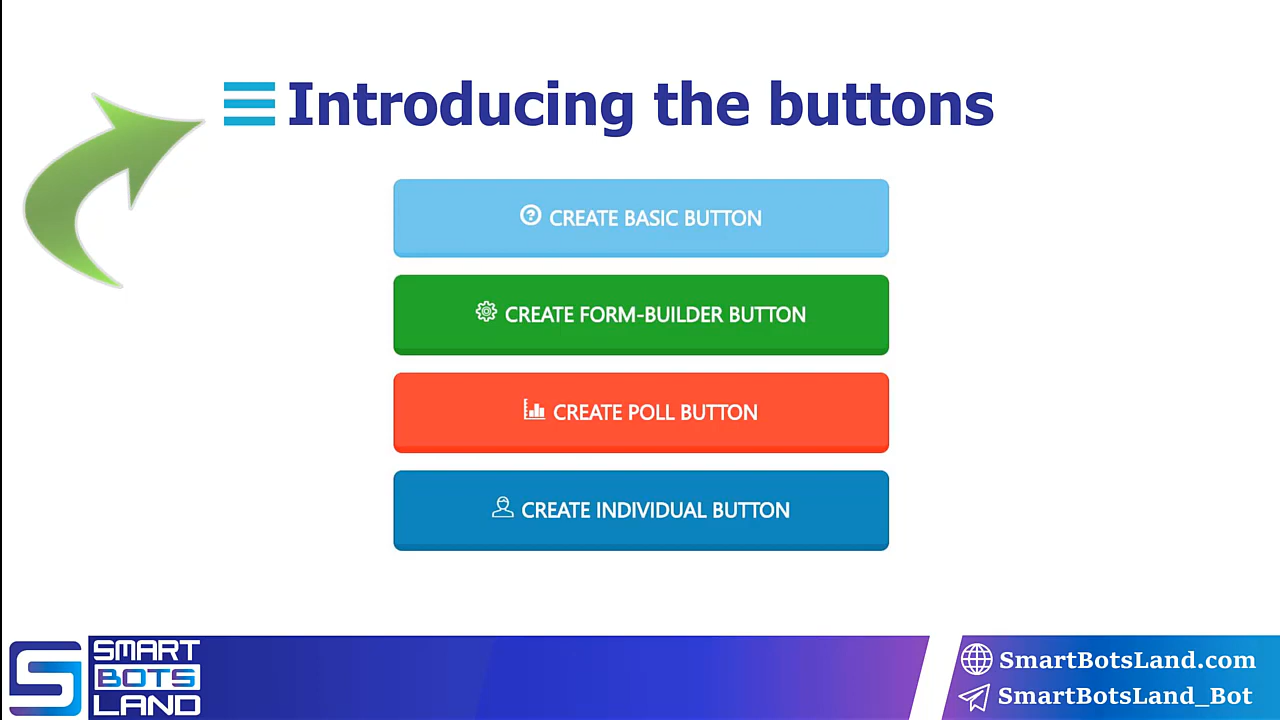 Introducing the buttons
CREATE BASIC BUTTON
CREATE FORM-BUILDER BUTTON
CREATE POLL BUTTON
CREATE INDIVIDUAL BUTTON
SMART
BOTS
LAND
SmartBotsLand.com
SmartBotsLand_Bot